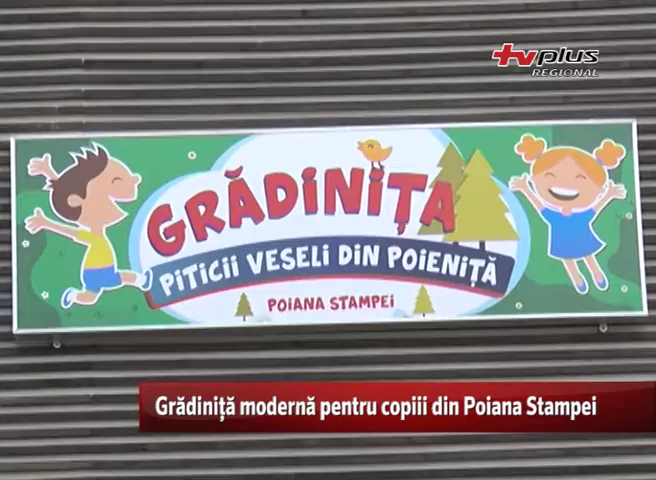 tvplus
REGIONAL
GRĂDINIȚA
PITICII VESELI DIN POIENIȚĂ
POIANA STAMPEI
Grădiniță modernă pentru copiii din Poiana Stampei